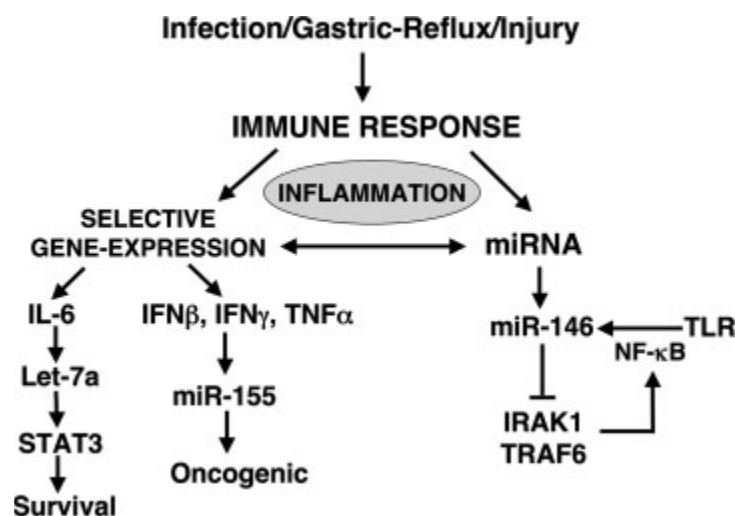 Infection/Gastric-Reflux/Injury
IMMUNE RESPONSE
INFLAMMATION
SELECTIVE
GENE-EXPRESSION
miRNA
IL-6
IFNβ, IFNγ, TNFα
miR-146
TLR
NF-κB
Let-7a
miR-155
IRAK1
TRAF6
STAT3
Oncogenic
Survival